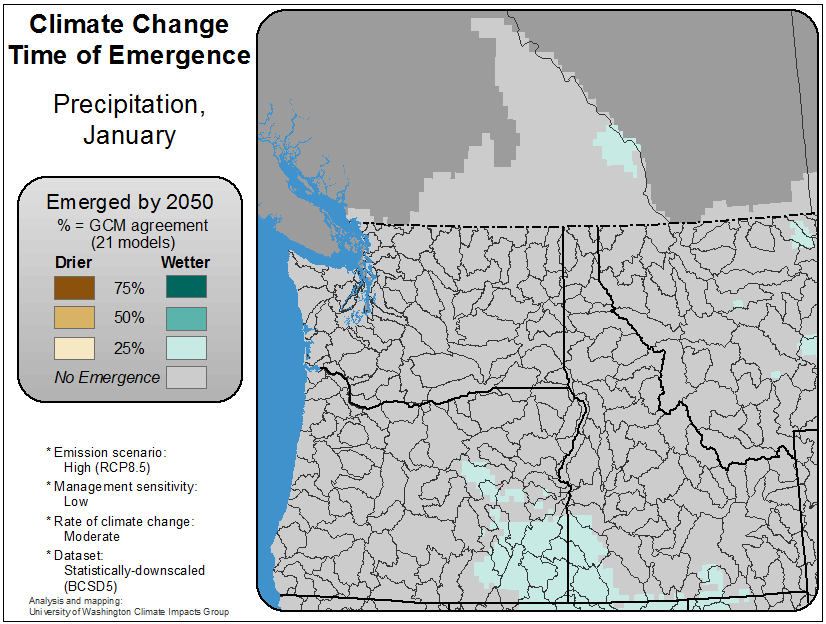 Climate Change
Time of Emergence
Precipitation,
January
Emerged by 2050
% = GCM agreement
(21 models)
Drier Wetter
75%
50%
25%
No Emergence
* Emission scenario:
High (RCP8.5)
* Management sensitivity:
Low
* Rate of climate change:
Moderate
* Dataset:
Statistically-downscaled
(BCSD5)
Analysis and mapping:
University of Washington Climate Impacts Group